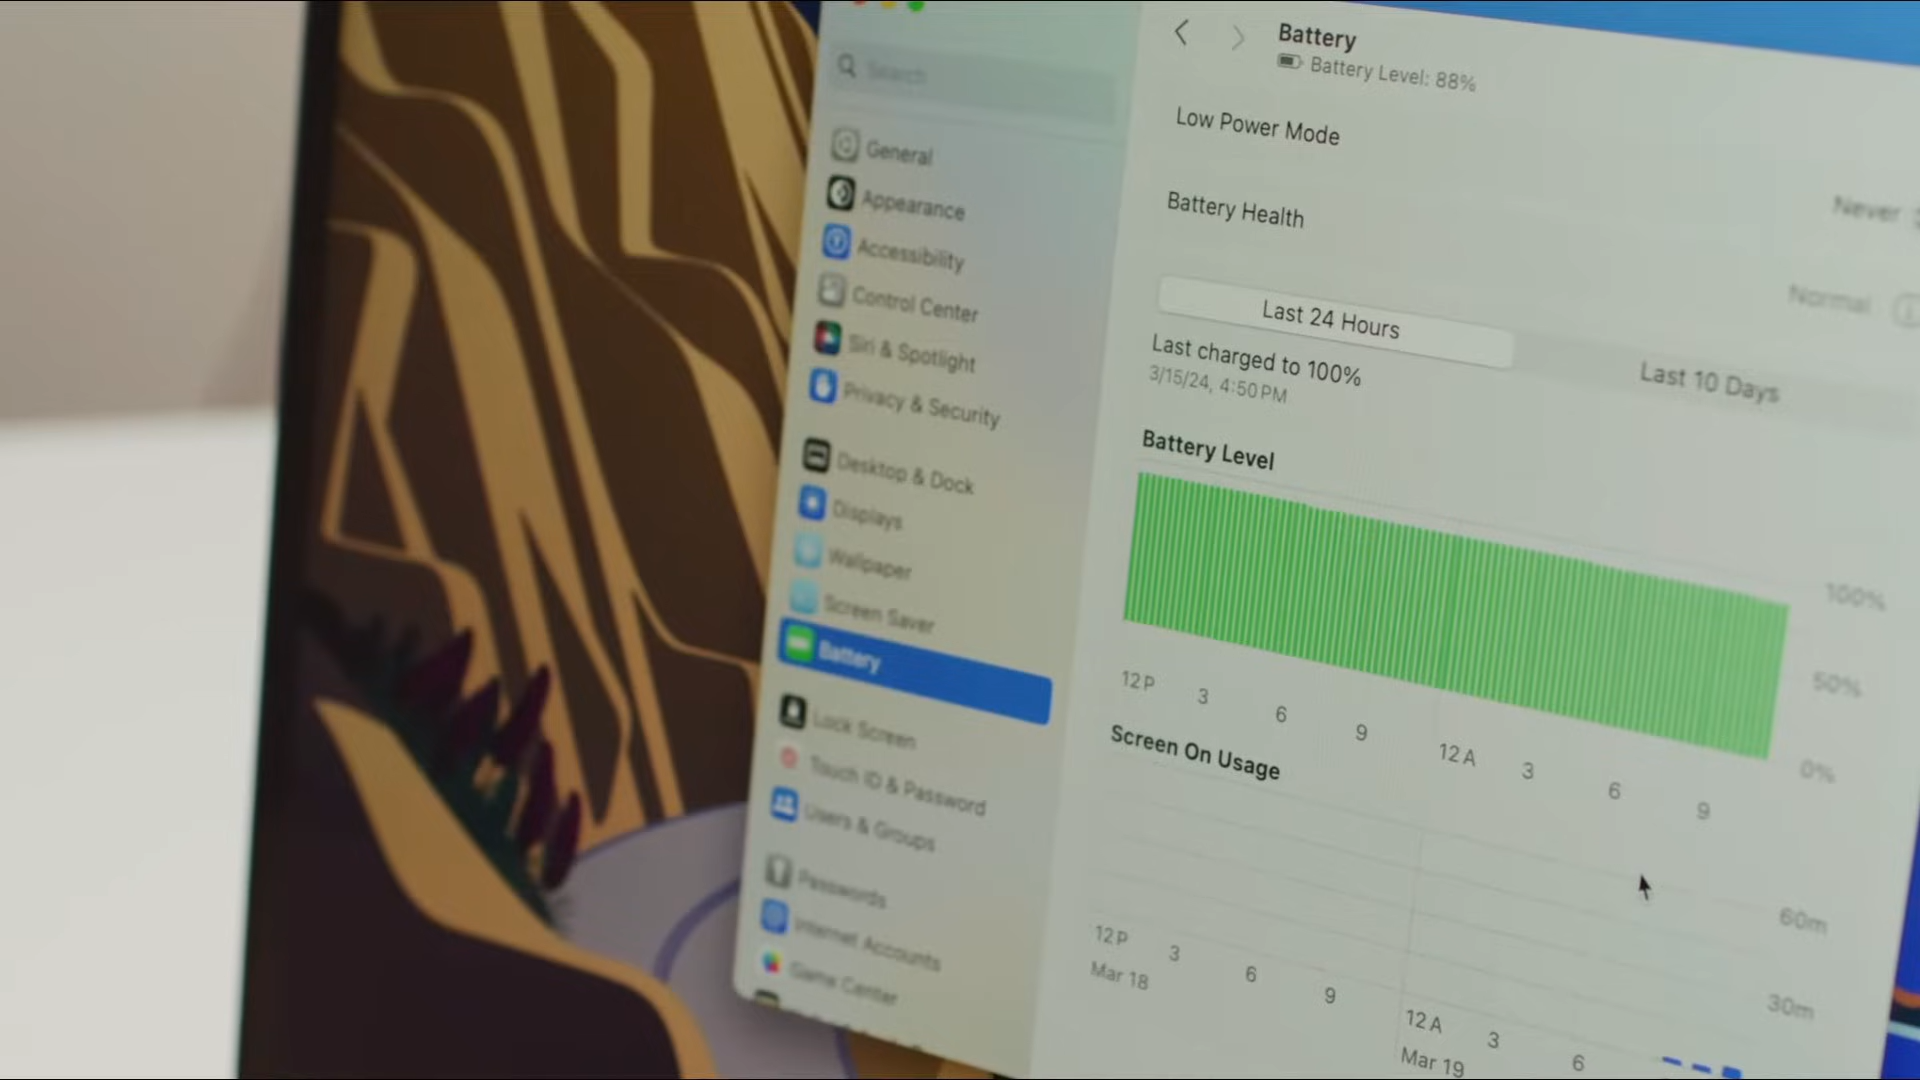 Search
General
Appearance
Accessibility
Control Center
Siri & Spotlight
Privacy & Security
Desktop & Dock
Displays
Wallpaper
Screen Saver
Battery
Lock Screen
Touch ID & Password
Users & Groups
Passwords
Internet Accounts
Game Center
Battery
Battery Level: 88%
Low Power Mode
Never
Battery Health
Normal
Last 24 Hours
Last 10 Days
Last charged to 100%
3/15/24, 4:50 PM
Battery Level
100%
50%
0%
12 P 3 6 9 12 A 3 6 9
Screen On Usage
60m
30m
12 P 3 6 9 12 A 3 6
Mar 18 Mar 19